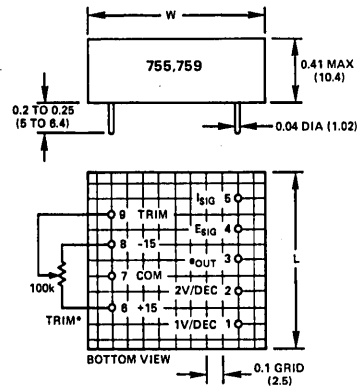 W
755,759
0.41 MAX
(10.4)
0.2 TO 0.25
(5 TO 6.4)
0.04 DIA (1.02)
9 TRIM
8 -15
7 COM
6 +15
100k
TRIM*
ISIG 5
ESIG 4
eOUT 3
2V/DEC 2
1V/DEC 1
L
BOTTOM VIEW
0.1 GRID
(2.5)